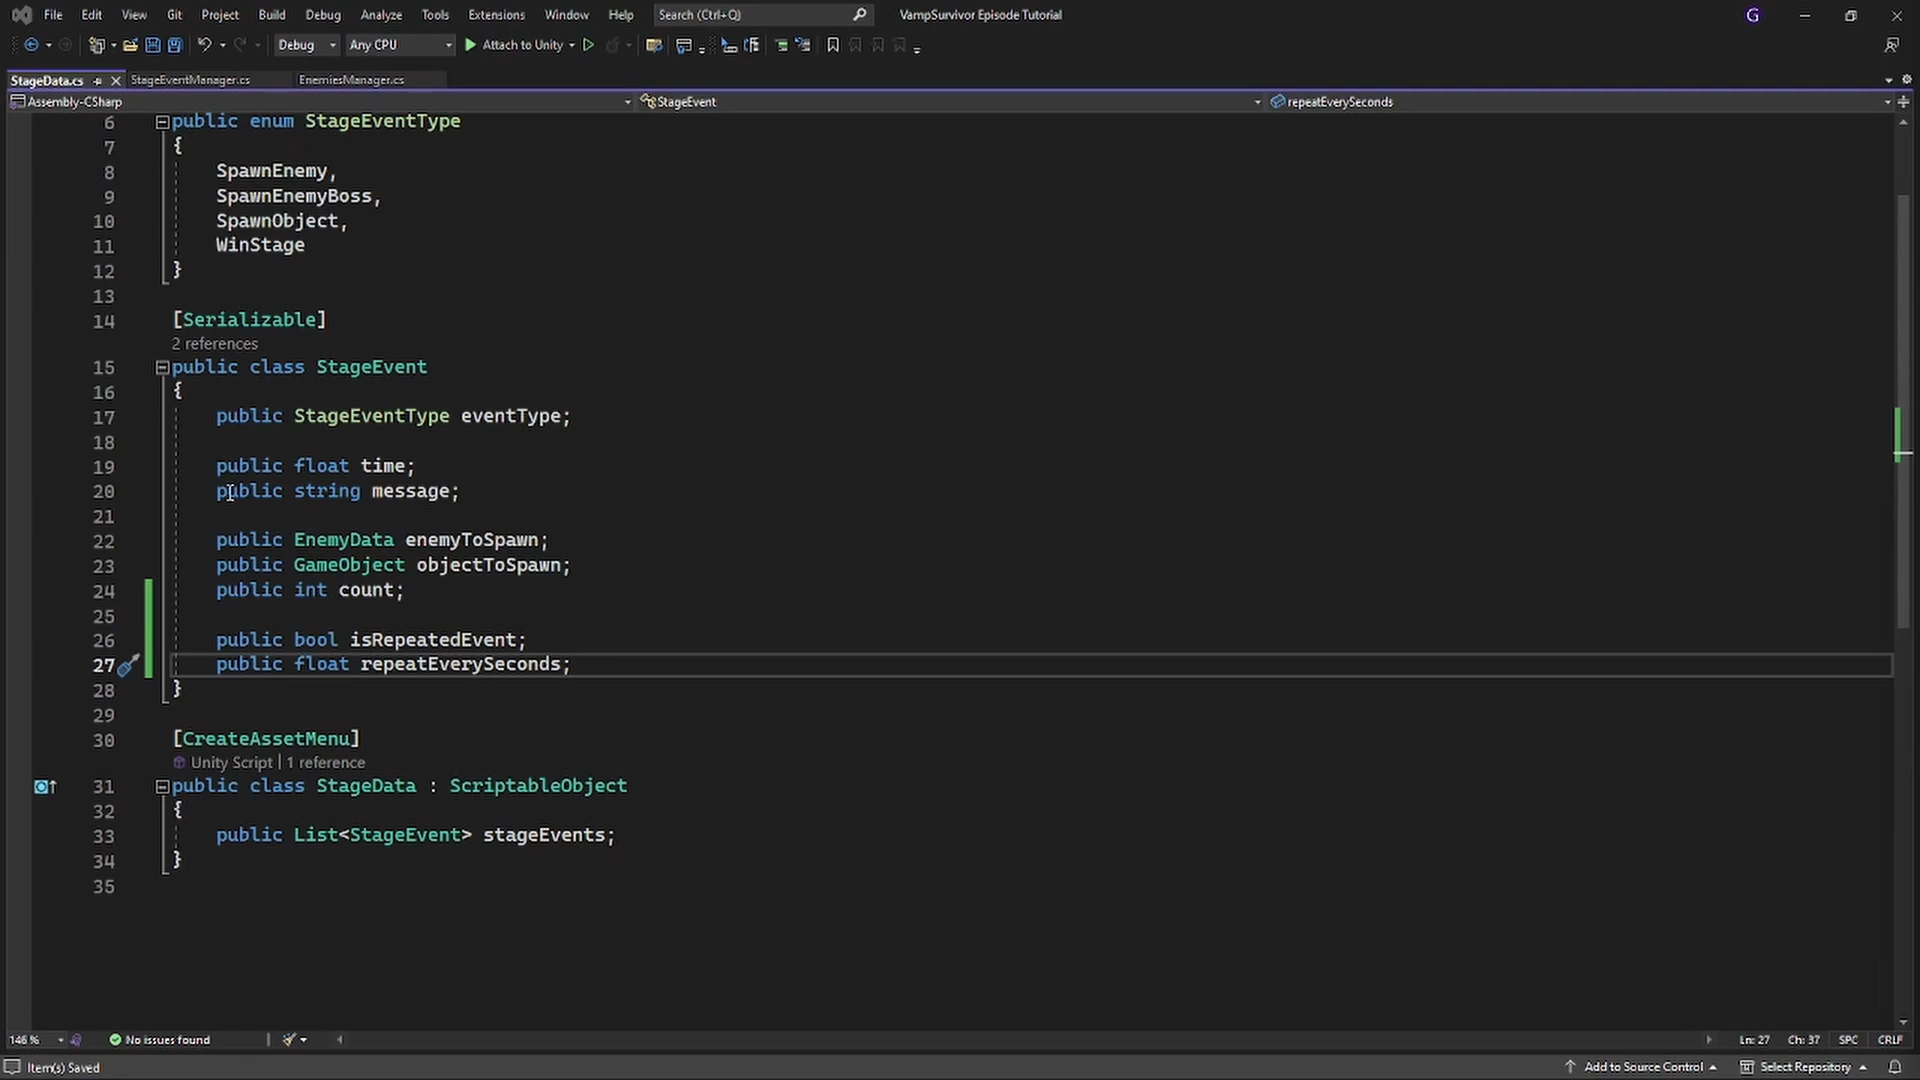 File Edit View Git Project Build Debug Analyze Tools Extensions Window Help Search (Ctrl+Q) VampSurvivor Episode Tutorial G
Debug Any CPU Attach to Unity
StageData.cs StageEventManager.cs EnemiesManager.cs
Assembly-CSharp StageEvent repeatEverySeconds
6 public enum StageEventType
7 {
8 SpawnEnemy,
9 SpawnEnemyBoss,
10 SpawnObject,
11 WinStage
12 }
13
14 [Serializable]
2 references
15 public class StageEvent
16 {
17 public StageEventType eventType;
18
19 public float time;
20 public string message;
21
22 public EnemyData enemyToSpawn;
23 public GameObject objectToSpawn;
24 public int count;
25
26 public bool isRepeatedEvent;
27 public float repeatEverySeconds;
28 }
29
30 [CreateAssetMenu]
Unity Script | 1 reference
31 public class StageData : ScriptableObject
32 {
33 public List<StageEvent> stageEvents;
34 }
35
146 % No issues found Ln: 27 Ch: 37 SPC CRLF
Item(s) Saved Add to Source Control Select Repository